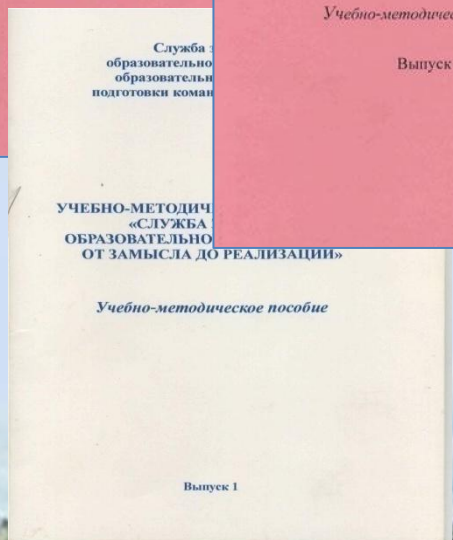 Учебно-методичес
Выпуск
Служба
образовательно
образовательн
подготовки коман
УЧЕБНО-МЕТОДИЧЕ
«СЛУЖБА
ОБРАЗОВАТЕЛЬНО
ОТ ЗАМЫСЛА ДО РЕАЛИЗАЦИИ»
Учебно-методическое пособие
Выпуск 1